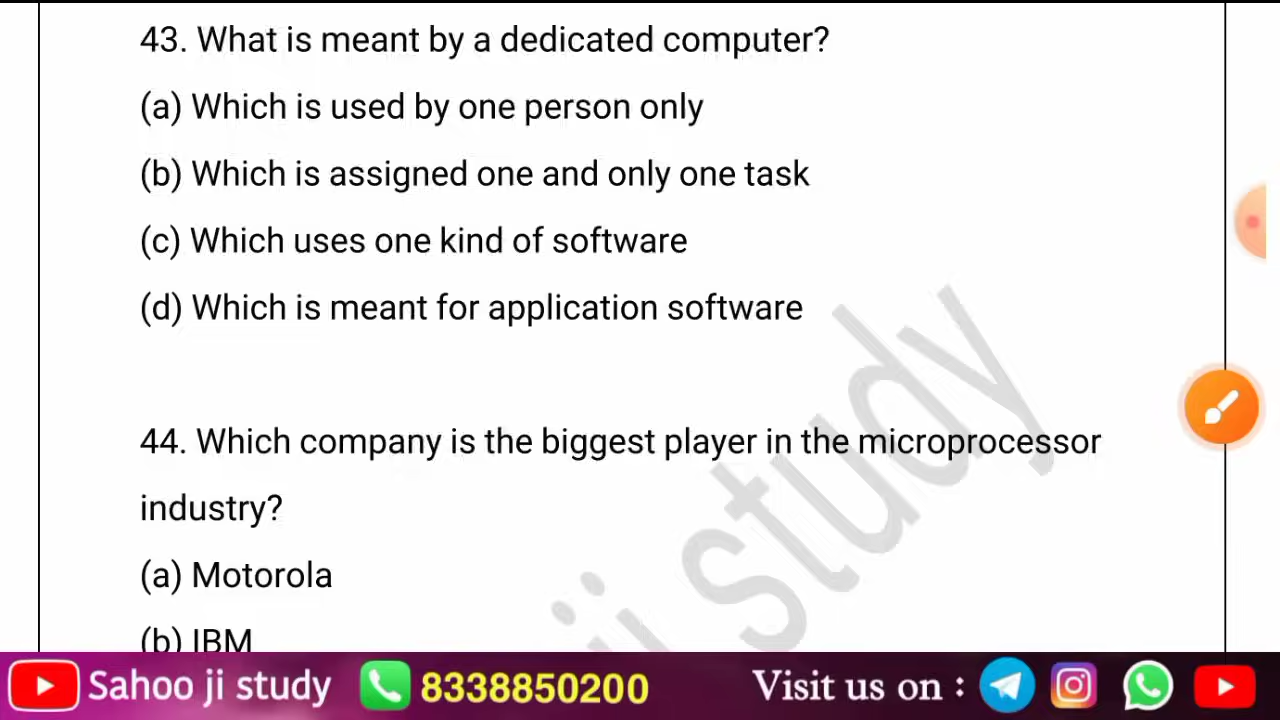 43. What is meant by a dedicated computer?
(a) Which is used by one person only
(b) Which is assigned one and only one task
(c) Which uses one kind of software
(d) Which is meant for application software
44. Which company is the biggest player in the microprocessor
industry?
(a) Motorola
(b) IBM
ji study
Sahoo ji study 8338850200 Visit us on :